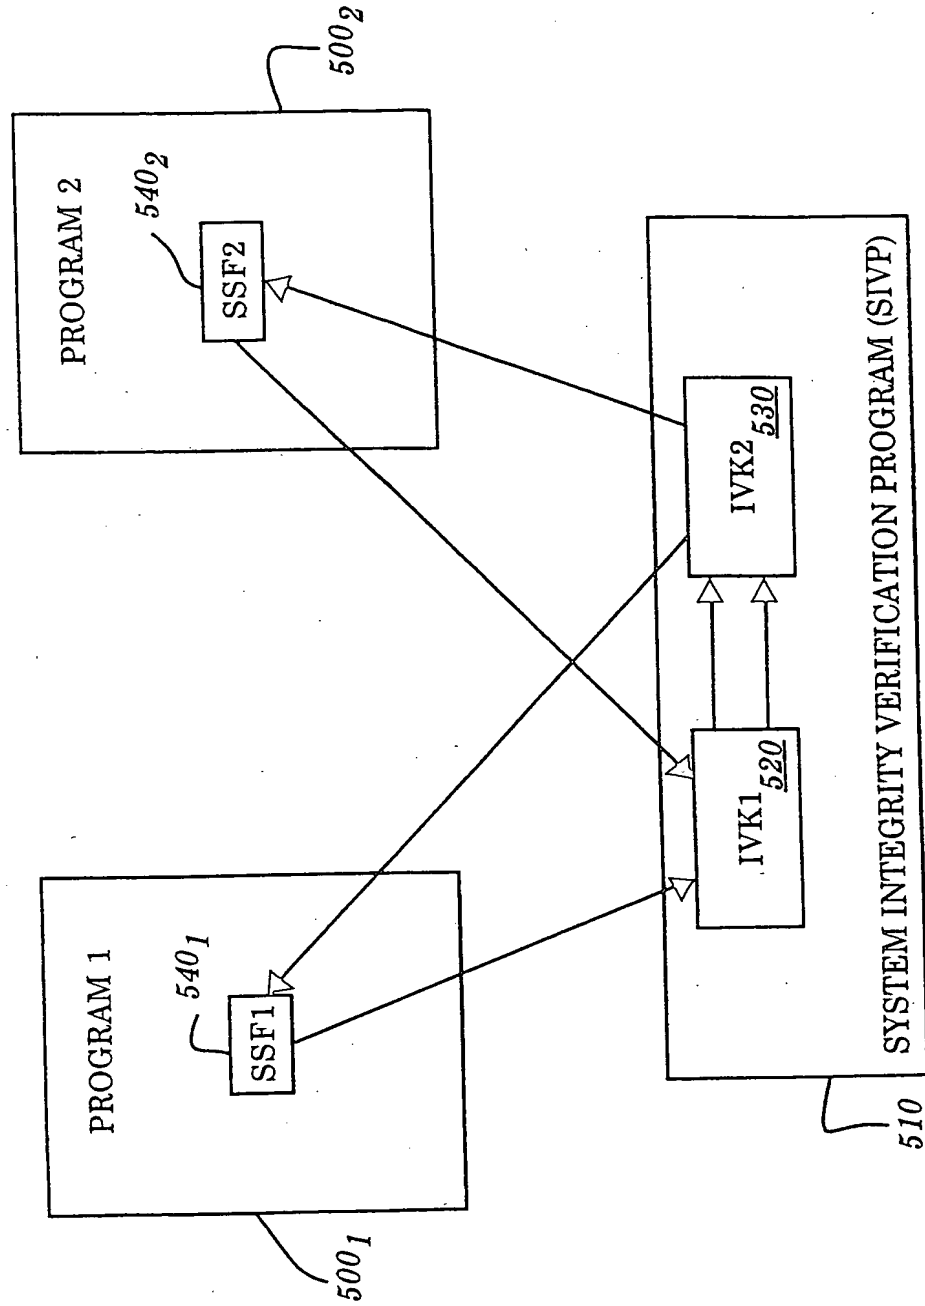 PROGRAM 1
540₁
SSF1
500₁
PROGRAM 2
540₂
SSF2
500₂
IVK1
520
IVK2
530
SYSTEM INTEGRITY VERIFICATION PROGRAM (SIVP)
510